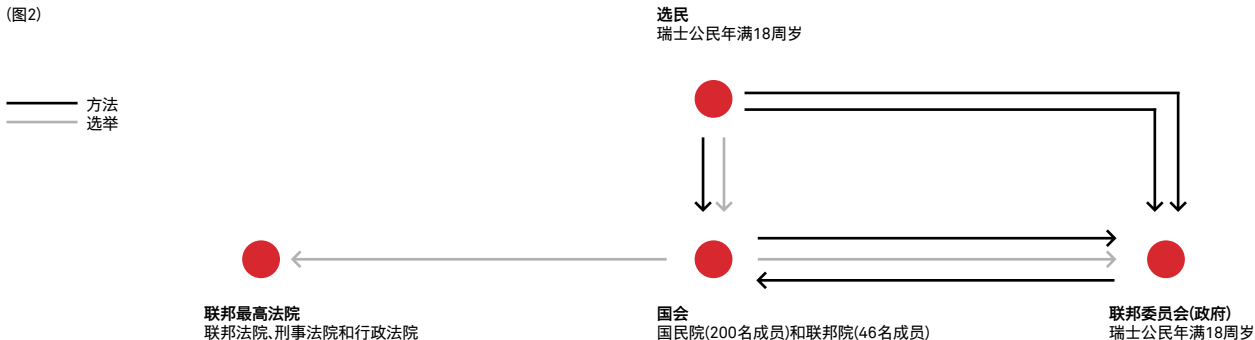 (图2)
选民
瑞士公民年满18周岁
方法
选举
联邦最高法院
联邦法院、刑事法院和行政法院
国会
国民院(200名成员)和联邦院(46名成员)
联邦委员会(政府)
瑞士公民年满18周岁